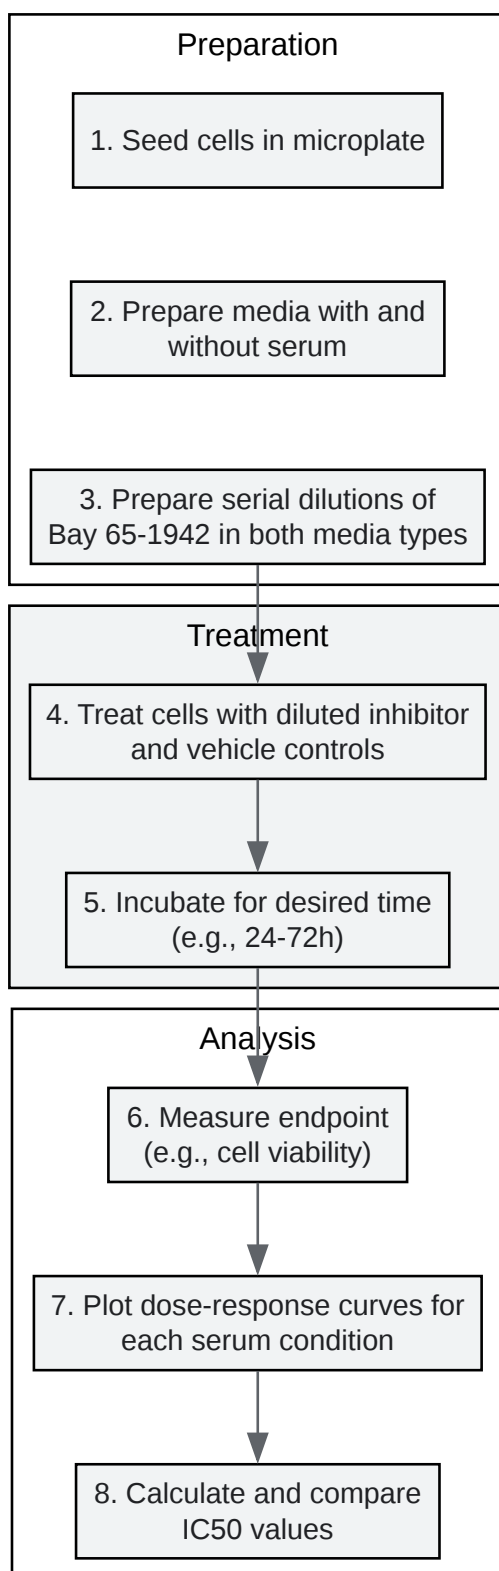 Preparation
1. Seed cells in microplate
2. Prepare media with and
without serum
3. Prepare serial dilutions of
Bay 65-1942 in both media types
Treatment
4. Treat cells with diluted inhibitor
and vehicle controls
5. Incubate for desired time
(e.g., 24-72h)
Analysis
6. Measure endpoint
(e.g., cell viability)
7. Plot dose-response curves for
each serum condition
8. Calculate and compare
IC50 values